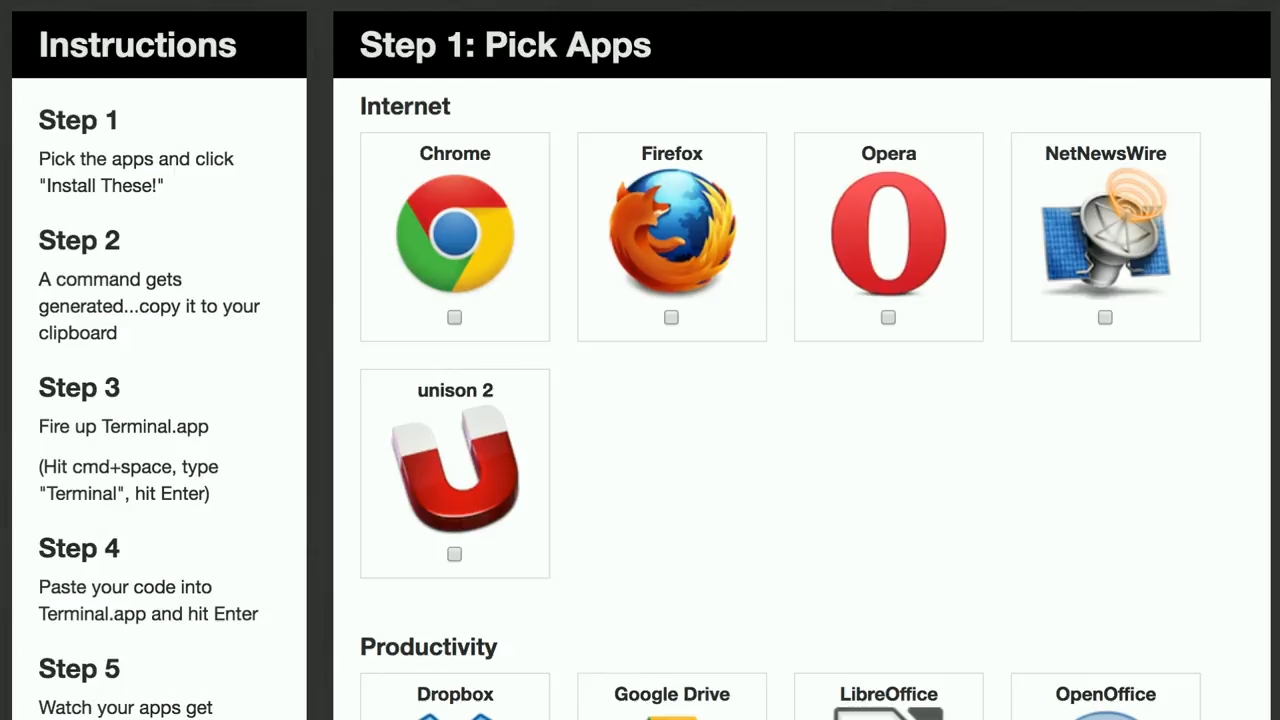 Instructions
Step 1
Pick the apps and click
"Install These!"
Step 2
A command gets
generated...copy it to your
clipboard
Step 3
Fire up Terminal.app
(Hit cmd+space, type
"Terminal", hit Enter)
Step 4
Paste your code into
Terminal.app and hit Enter
Step 5
Watch your apps get
Step 1: Pick Apps
Internet
Chrome
Firefox
Opera
NetNewsWire
unison 2
Productivity
Dropbox
Google Drive
LibreOffice
OpenOffice